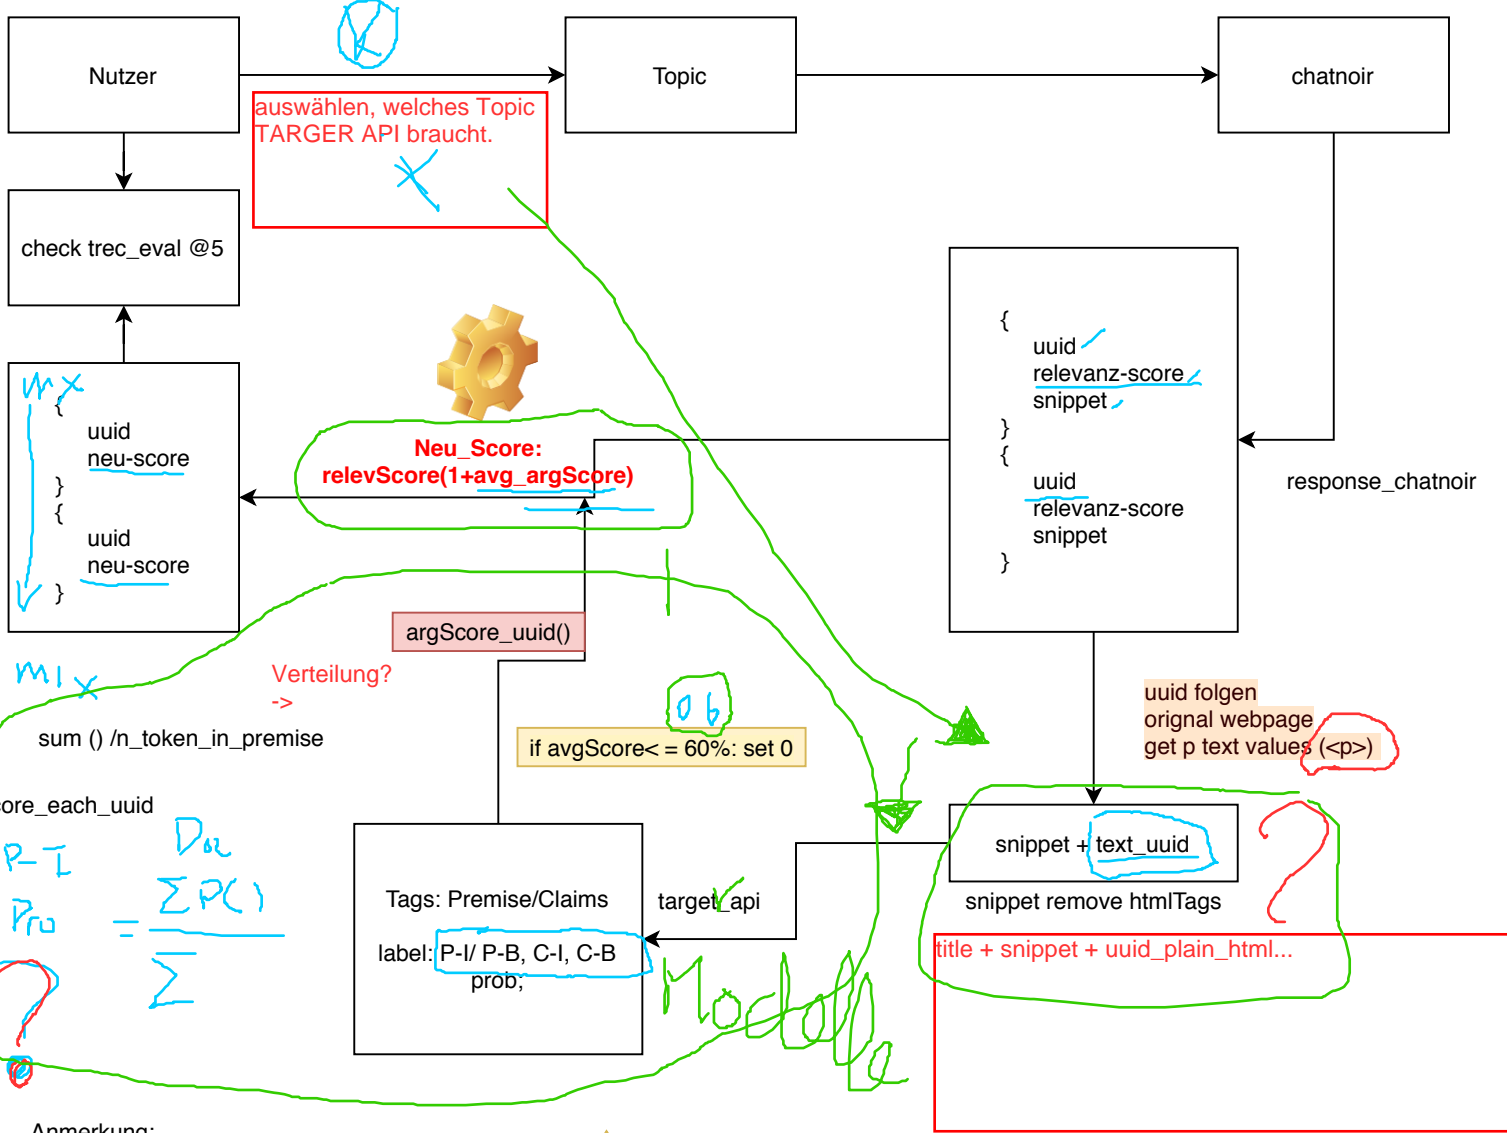 Nutzer
Topic
chatnoir
auswählen, welches Topic
TARGER API braucht.
check trec_eval @5
{
uuid
relevanz-score
snippet
}
{
uuid
relevanz-score
snippet
}
response_chatnoir
Neu_Score:
relevScore(1+avg_argScore)
{
uuid
neu-score
}
{
uuid
neu-score
}
argScore_uuid()
Verteilung?
->
sum () /n_token_in_premise
06
if avgScore< = 60%: set 0
uuid folgen
orignal webpage
get p text values (<p>)
core_each_uuid
P-I
Pro
=
∑P()
∑
?
snippet + text_uuid
?
snippet remove htmlTags
target_api
Tags: Premise/Claims
label: P-I/ P-B, C-I, C-B
prob;
Modelle
title + snippet + uuid_plain_html...
Anmerkung: